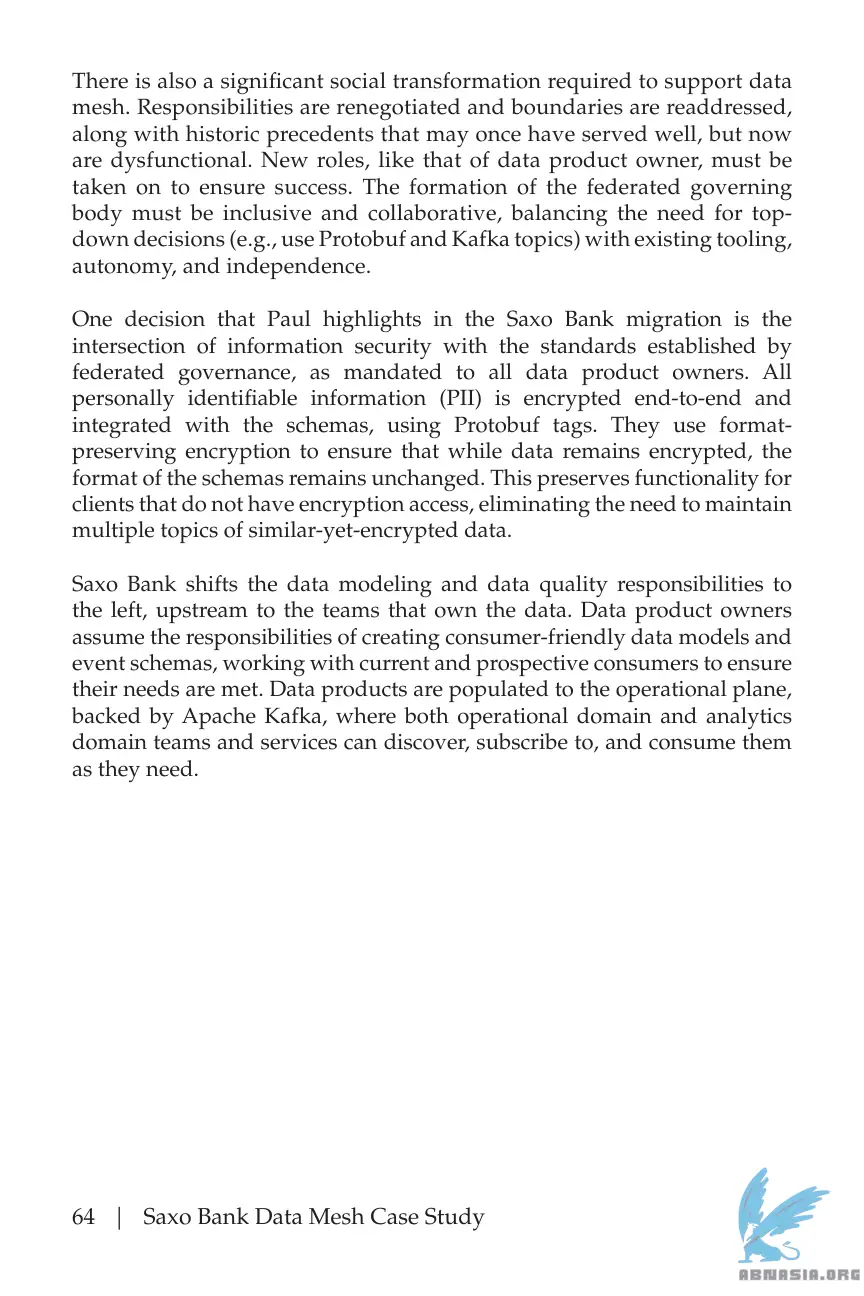 There is also a significant social transformation required to support data
mesh. Responsibilities are renegotiated and boundaries are readdressed,
along with historic precedents that may once have served well, but now
are dysfunctional. New roles, like that of data product owner, must be
taken on to ensure success. The formation of the federated governing
body must be inclusive and collaborative, balancing the need for top-
down decisions (e.g., use Protobuf and Kafka topics) with existing tooling,
autonomy, and independence.
One decision that Paul highlights in the Saxo Bank migration is the
intersection of information security with the standards established by
federated governance, as mandated to all data product owners. All
personally identifiable information (PII) is encrypted end-to-end and
integrated with the schemas, using Protobuf tags. They use format-
preserving encryption to ensure that while data remains encrypted, the
format of the schemas remains unchanged. This preserves functionality for
clients that do not have encryption access, eliminating the need to maintain
multiple topics of similar-yet-encrypted data.
Saxo Bank shifts the data modeling and data quality responsibilities to
the left, upstream to the teams that own the data. Data product owners
assume the responsibilities of creating consumer-friendly data models and
event schemas, working with current and prospective consumers to ensure
their needs are met. Data products are populated to the operational plane,
backed by Apache Kafka, where both operational domain and analytics
domain teams and services can discover, subscribe to, and consume them
as they need.
64 | Saxo Bank Data Mesh Case Study
ABNASIA.ORG